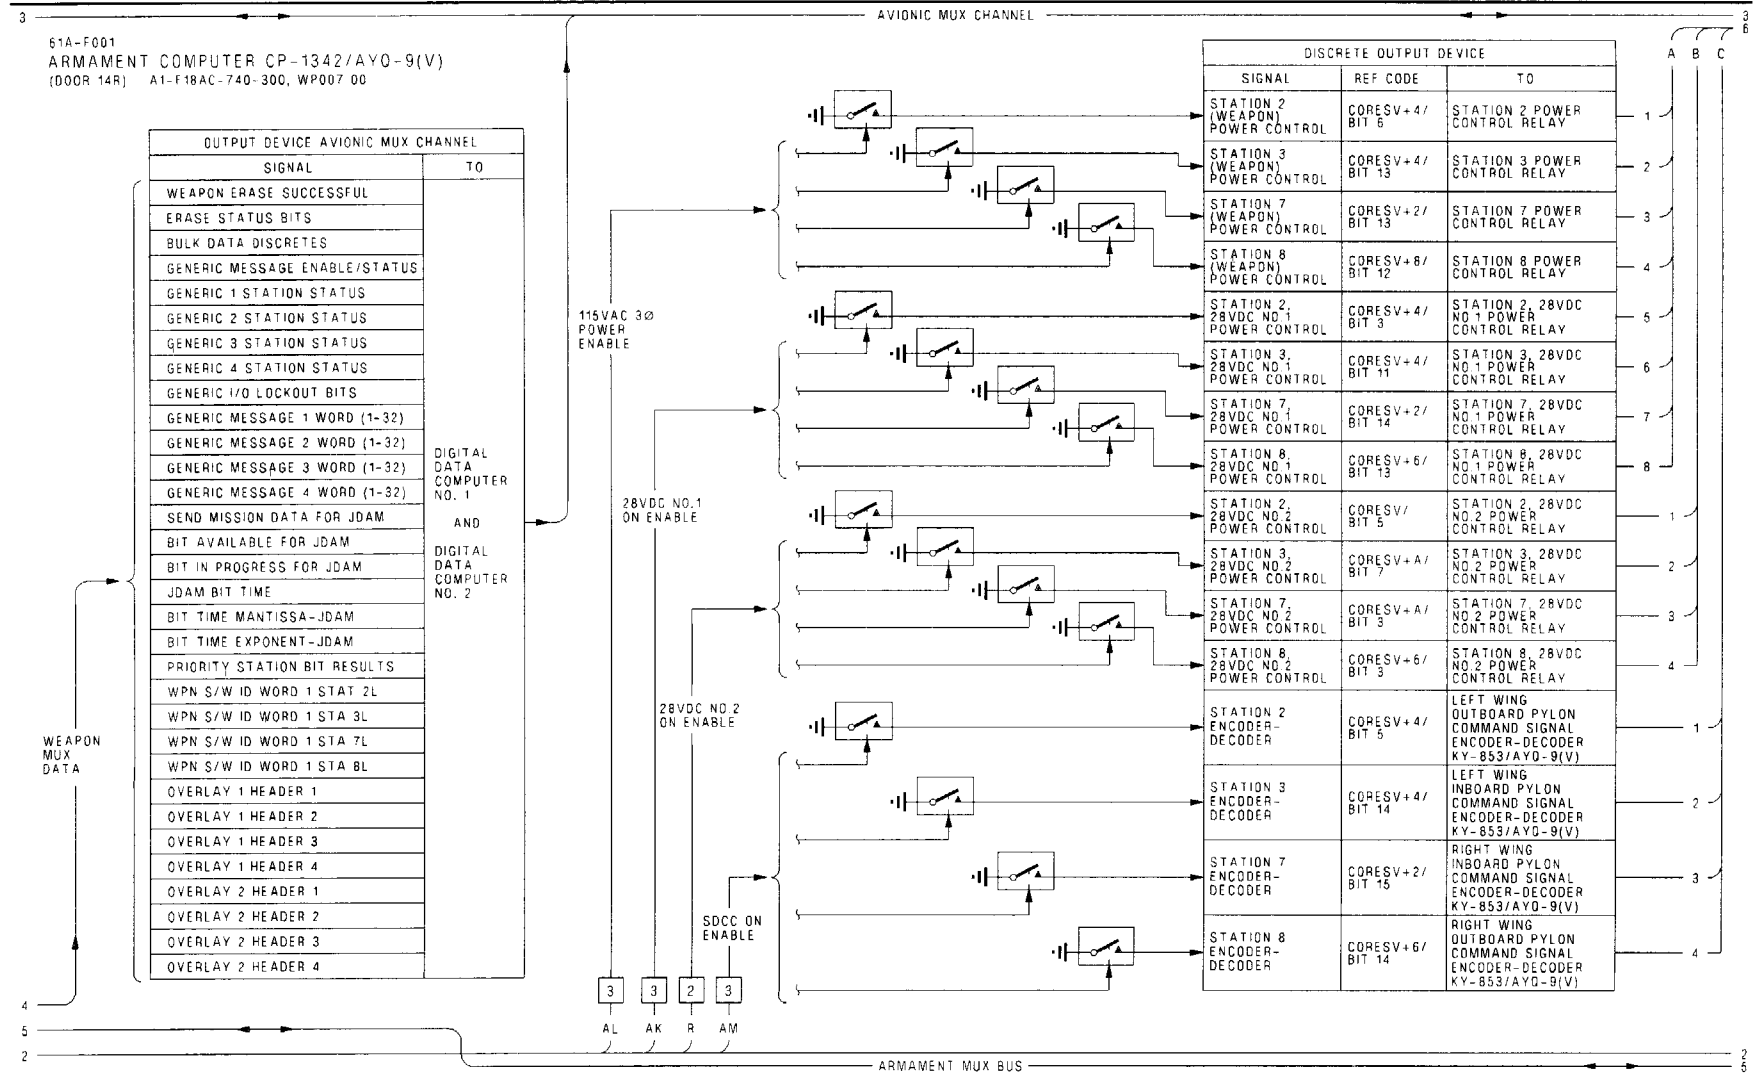 3
AVIONIC MUX CHANNEL
3
6
61A-F001
ARMAMENT COMPUTER CP-1342/AYQ-9(V)
(DOOR 14R) A1-F18AC-740-300, WP007 00
OUTPUT DEVICE AVIONIC MUX CHANNEL
SIGNAL TO
WEAPON ERASE SUCCESSFUL
ERASE STATUS BITS
BULK DATA DISCRETES
GENERIC MESSAGE ENABLE/STATUS
GENERIC 1 STATION STATUS
GENERIC 2 STATION STATUS
GENERIC 3 STATION STATUS
GENERIC 4 STATION STATUS
GENERIC I/O LOCKOUT BITS
GENERIC MESSAGE 1 WORD (1-32)
GENERIC MESSAGE 2 WORD (1-32)
GENERIC MESSAGE 3 WORD (1-32)
GENERIC MESSAGE 4 WORD (1-32)
SEND MISSION DATA FOR JDAM
BIT AVAILABLE FOR JDAM
BIT IN PROGRESS FOR JDAM
JDAM BIT TIME
BIT TIME MANTISSA-JDAM
BIT TIME EXPONENT-JDAM
PRIORITY STATION BIT RESULTS
WPN S/W ID WORD 1 STAT 2L
WPN S/W ID WORD 1 STA 3L
WPN S/W ID WORD 1 STA 7L
WPN S/W ID WORD 1 STA 8L
OVERLAY 1 HEADER 1
OVERLAY 1 HEADER 2
OVERLAY 1 HEADER 3
OVERLAY 1 HEADER 4
OVERLAY 2 HEADER 1
OVERLAY 2 HEADER 2
OVERLAY 2 HEADER 3
OVERLAY 2 HEADER 4
DIGITAL
DATA
COMPUTER
NO. 1
AND
DIGITAL
DATA
COMPUTER
NO. 2
WEAPON
MUX
DATA
115VAC 3Ø
POWER
ENABLE
28VDC NO.1
ON ENABLE
28VDC NO.2
ON ENABLE
SDCC ON
ENABLE
3 3 2 3
AL AK R AM
DISCRETE OUTPUT DEVICE
SIGNAL REF CODE TO
A B C
STATION 2
(WEAPON)
POWER CONTROL
CORESV+4/
BIT 6
STATION 2 POWER
CONTROL RELAY
1
STATION 3
(WEAPON)
POWER CONTROL
CORESV+4/
BIT 13
STATION 3 POWER
CONTROL RELAY
2
STATION 7
(WEAPON)
POWER CONTROL
CORESV+2/
BIT 13
STATION 7 POWER
CONTROL RELAY
3
STATION 8
(WEAPON)
POWER CONTROL
CORESV+8/
BIT 12
STATION 8 POWER
CONTROL RELAY
4
STATION 2,
28VDC NO.1
POWER CONTROL
CORESV+4/
BIT 3
STATION 2, 28VDC
NO.1 POWER
CONTROL RELAY
5
STATION 3,
28VDC NO.1
POWER CONTROL
CORESV+4/
BIT 11
STATION 3, 28VDC
NO.1 POWER
CONTROL RELAY
6
STATION 7,
28VDC NO.1
POWER CONTROL
CORESV+2/
BIT 14
STATION 7, 28VDC
NO.1 POWER
CONTROL RELAY
7
STATION 8,
28VDC NO.1
POWER CONTROL
CORESV+6/
BIT 13
STATION 8, 28VDC
NO.1 POWER
CONTROL RELAY
8
STATION 2,
28VDC NO.2
POWER CONTROL
CORESV/
BIT 5
STATION 2, 28VDC
NO.2 POWER
CONTROL RELAY
1
STATION 3,
28VDC NO.2
POWER CONTROL
CORESV+A/
BIT 7
STATION 3, 28VDC
NO.2 POWER
CONTROL RELAY
2
STATION 7,
28VDC NO.2
POWER CONTROL
CORESV+A/
BIT 3
STATION 7, 28VDC
NO.2 POWER
CONTROL RELAY
3
STATION 8,
28VDC NO.2
POWER CONTROL
CORESV+6/
BIT 3
STATION 8, 28VDC
NO.2 POWER
CONTROL RELAY
4
STATION 2
ENCODER-
DECODER
CORESV+4/
BIT 5
LEFT WING
OUTBOARD PYLON
COMMAND SIGNAL
ENCODER-DECODER
KY-853/AYQ-9(V)
1
STATION 3
ENCODER-
DECODER
CORESV+4/
BIT 14
LEFT WING
INBOARD PYLON
COMMAND SIGNAL
ENCODER-DECODER
KY-853/AYQ-9(V)
2
STATION 7
ENCODER-
DECODER
CORESV+2/
BIT 15
RIGHT WING
INBOARD PYLON
COMMAND SIGNAL
ENCODER-DECODER
KY-853/AYQ-9(V)
3
STATION 8
ENCODER-
DECODER
CORESV+6/
BIT 14
RIGHT WING
OUTBOARD PYLON
COMMAND SIGNAL
ENCODER-DECODER
KY-853/AYQ-9(V)
4
4
5
2
ARMAMENT MUX BUS
2
5